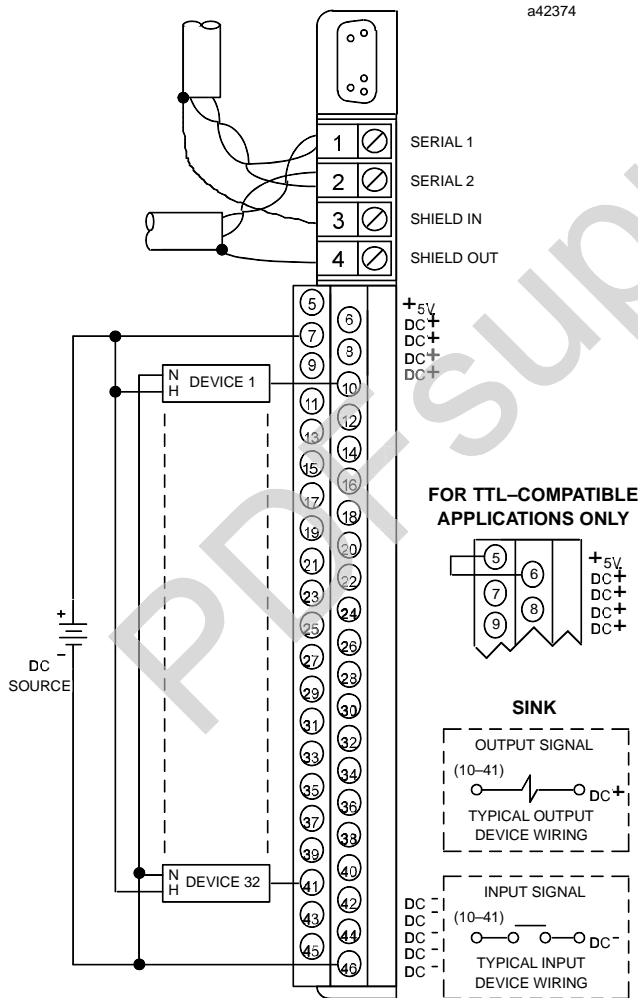 a42374
1 SERIAL 1
2 SERIAL 2
3 SHIELD IN
4 SHIELD OUT
5
6
7
8
9
10
11
12
13
14
15
16
17
18
19
20
21
22
23
24
25
26
27
28
29
30
31
32
33
34
35
36
37
38
39
40
41
42
43
44
45
46
+5V
DC+
DC+
DC+
DC+
N
H
DEVICE 1
FOR TTL–COMPATIBLE
APPLICATIONS ONLY
5
6
7
8
9
+5V
DC+
DC+
DC+
DC+
+
-
DC
SOURCE
SINK
OUTPUT SIGNAL
(10–41)
DC+
TYPICAL OUTPUT
DEVICE WIRING
N
H
DEVICE 32
DC -
DC -
DC -
DC -
DC -
INPUT SIGNAL
(10–41)
DC-
TYPICAL INPUT
DEVICE WIRING